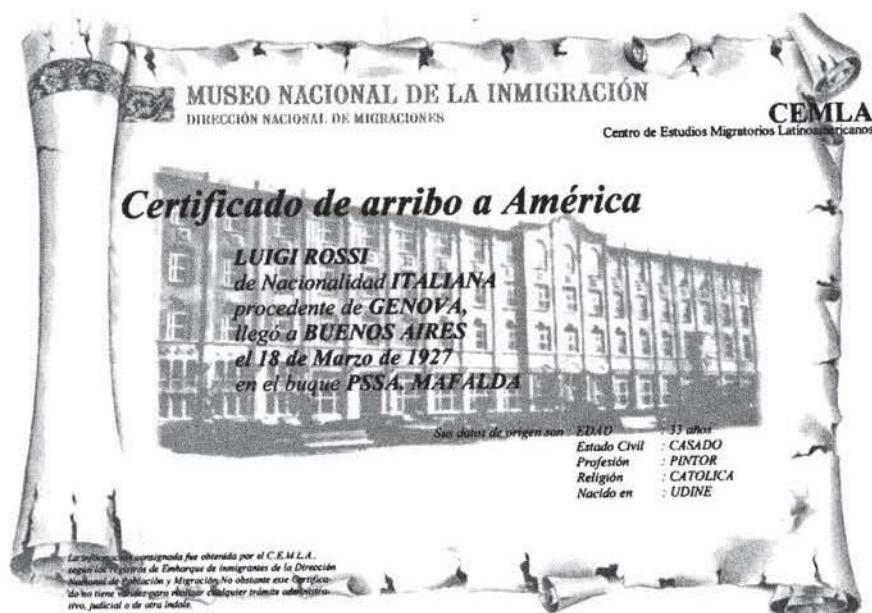 MUSEO NACIONAL DE LA INMIGRACIÓN
DIRECCIÓN NACIONAL DE MIGRACIONES
CEMLA
Centro de Estudios Migratorios Latinoamericanos
Certificado de arribo a América
LUIGI ROSSI
de Nacionalidad ITALIANA
procedente de GENOVA,
llegó a BUENOS AIRES
el 18 de Marzo de 1927
en el buque PSSA. MAFALDA
Sus datos de origen son : EDAD : 33 años
Estado Civil : CASADO
Profesión : PINTOR
Religión : CATOLICA
Nacido en : UDINE
La información consignada fue obtenida por el C.E.M.L.A.,
según los registros de Embarque de inmigrantes de la Dirección
Nacional de Población y Migración. No obstante ese Certifica-
do no tiene validez para realizar cualquier trámite administra-
tivo, judicial o de otra índole.